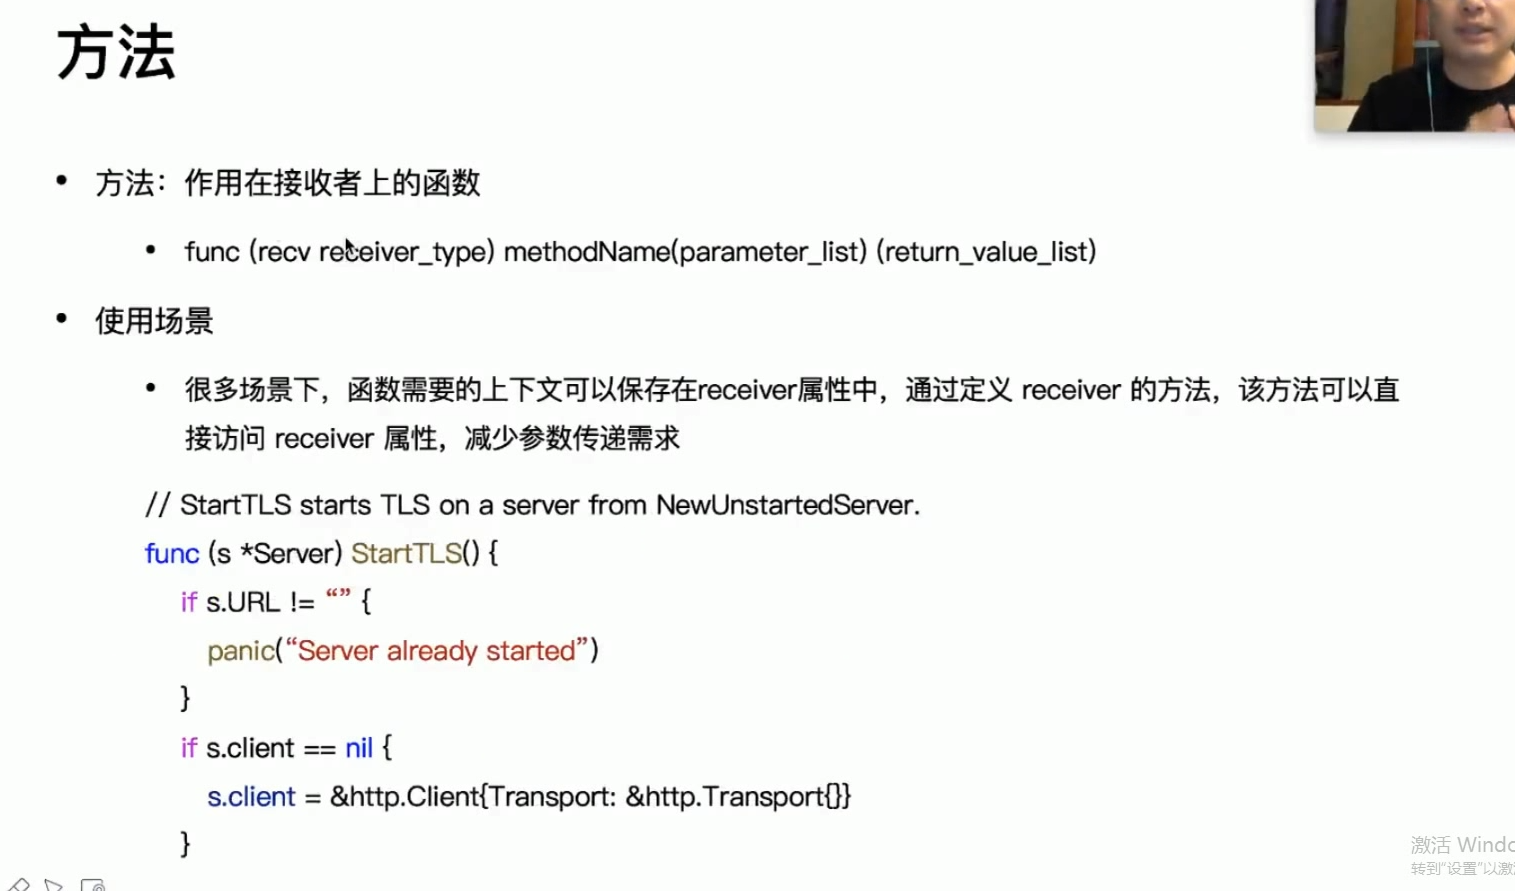 方法
• 方法：作用在接收者上的函数
• func (recv receiver_type) methodName(parameter_list) (return_value_list)
• 使用场景
• 很多场景下，函数需要的上下文可以保存在receiver属性中，通过定义 receiver 的方法，该方法可以直
接访问 receiver 属性，减少参数传递需求
// StartTLS starts TLS on a server from NewUnstartedServer.
func (s *Server) StartTLS() {
if s.URL != “” {
panic(“Server already started”)
}
if s.client == nil {
s.client = &http.Client{Transport: &http.Transport{}}
}
激活 Windo
转到“设置”以激